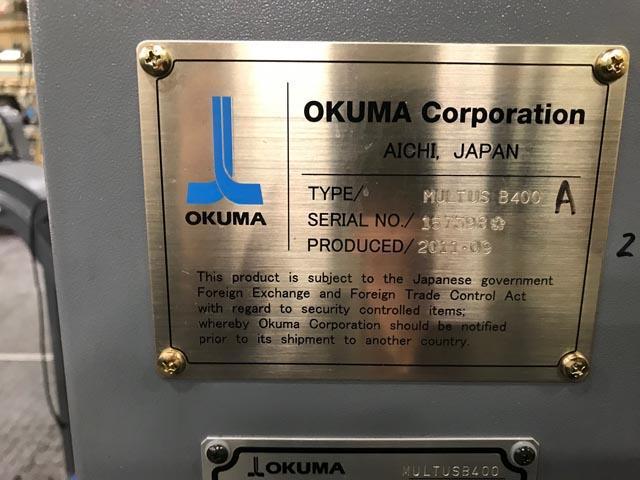 OKUMA
OKUMA Corporation
AICHI, JAPAN
TYPE/ MULTUS B400 A
SERIAL NO./
PRODUCED/ 2011-09
This product is subject to the Japanese government
Foreign Exchange and Foreign Trade Control Act
with regard to security controlled items;
whereby Okuma Corporation should be notified
prior to its shipment to another country.
2
OKUMA MULTUSB400